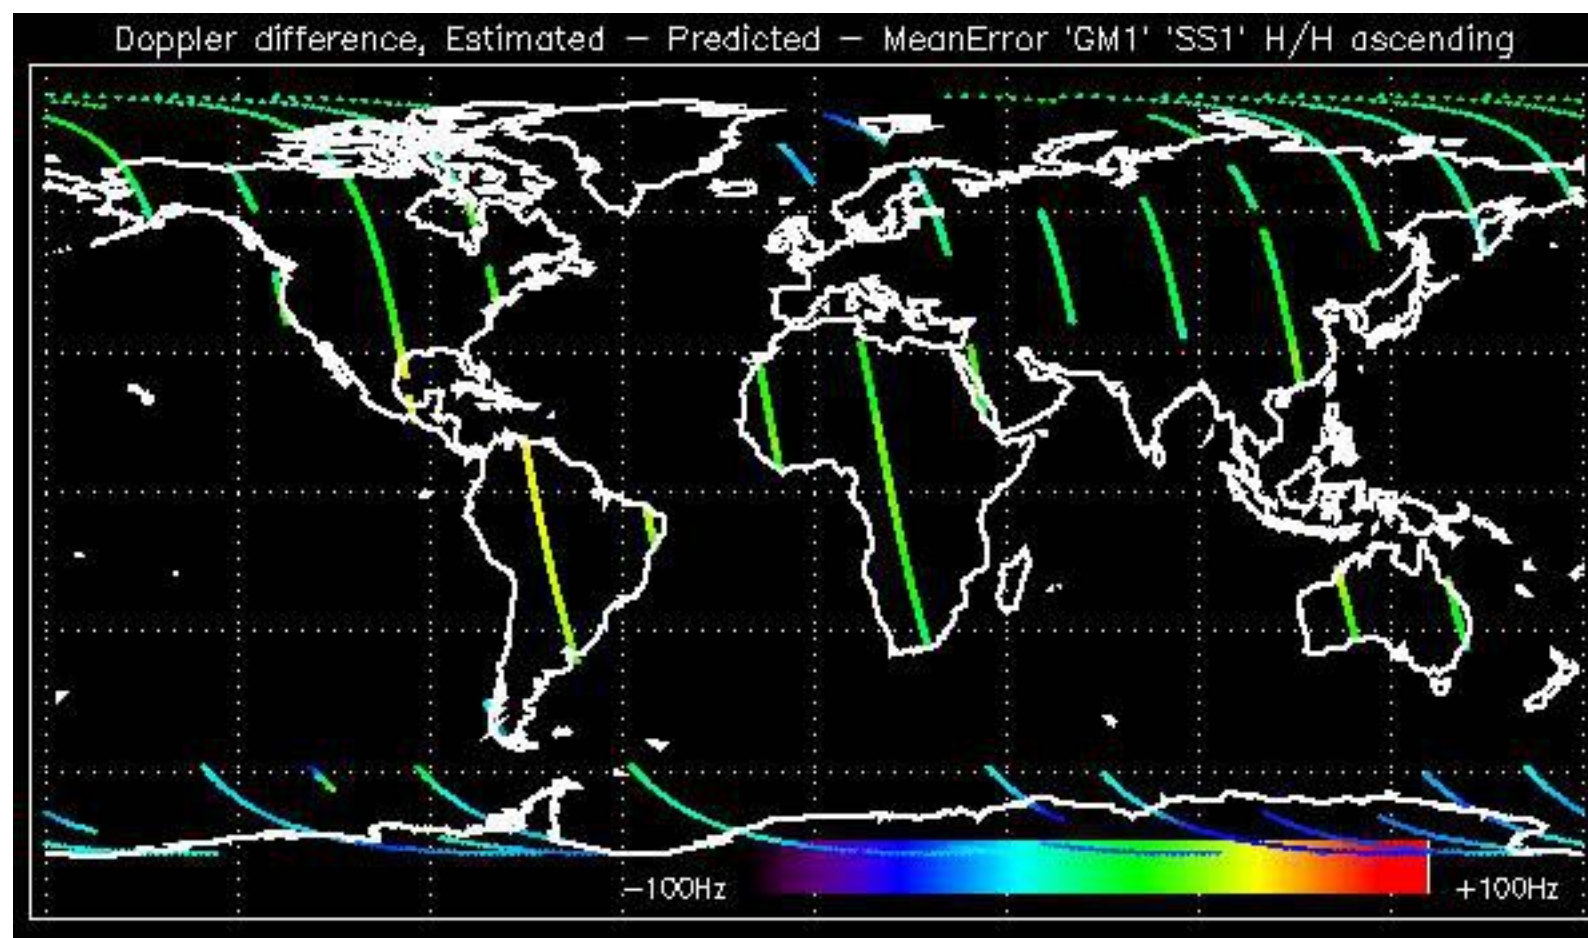 Doppler difference, Estimated — Predicted — MeanError 'GM1' 'SS1' H/H ascending
−100Hz
+100Hz